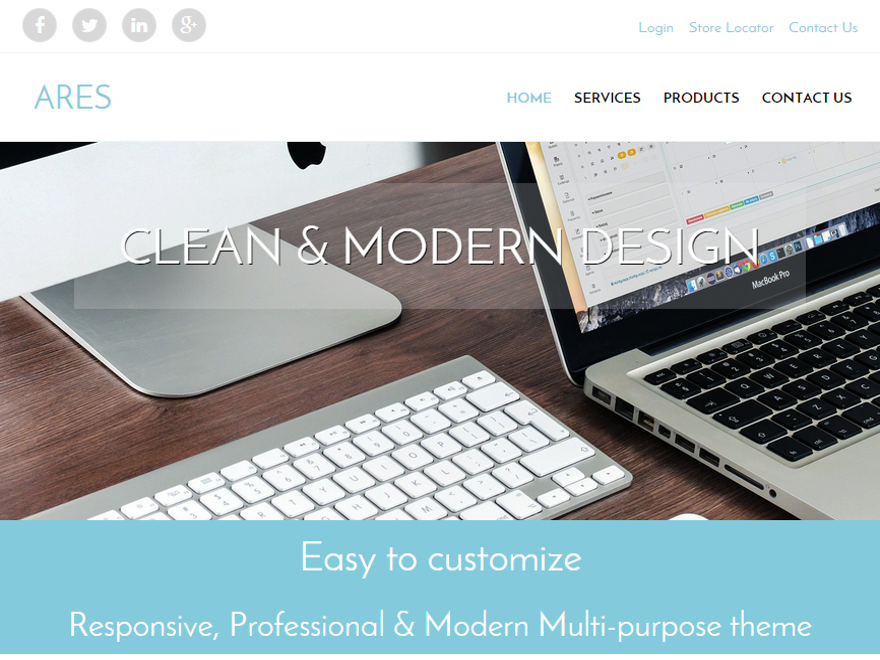 Login Store Locator Contact Us
ARES
HOME SERVICES PRODUCTS CONTACT US
CLEAN & MODERN DESIGN
MacBook Pro
Easy to customize
Responsive, Professional & Modern Multi-purpose theme